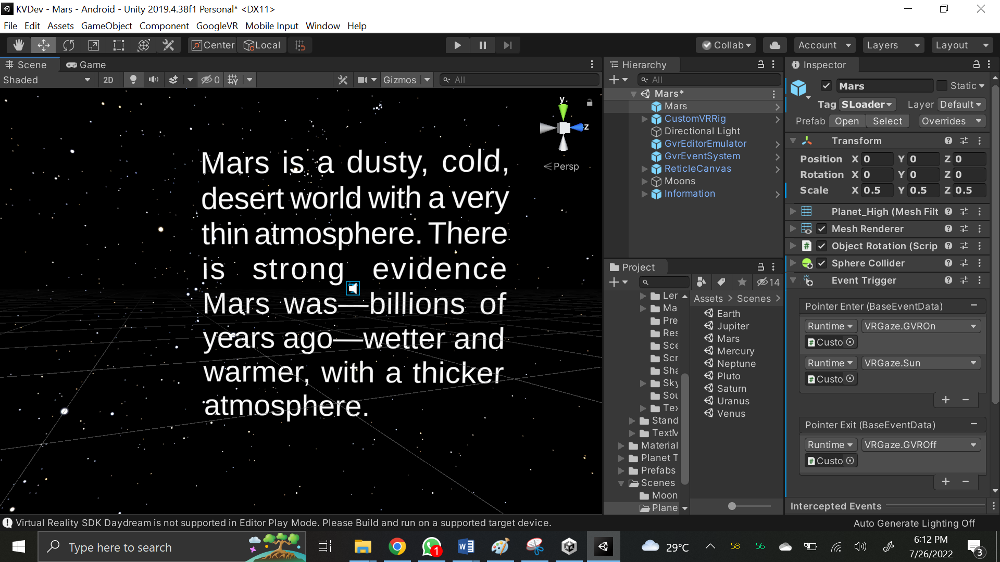 KVDev - Mars - Android - Unity 2019.4.38f1 Personal* <DX11>
File Edit Assets GameObject Component GoogleVR Mobile Input Window Help
Center Local Collab Account Layers Layout
Scene Game
Shaded 2D 0 Gizmos All
y
z
Persp
Mars is a dusty, cold,
desert world with a very
thin atmosphere. There
is strong evidence
Mars was—billions of
years ago—wetter and
warmer, with a thicker
atmosphere.
Hierarchy
All
Mars*
Mars
CustomVRRig
Directional Light
GvrEditorEmulator
GvrEventSystem
ReticleCanvas
Moons
Information
Project
14
Ler
Ma
Pre
Res
Sce
Scr
Sha
Sky
Sou
Tex
Stand
TextM
Material
Planet T
Prefabs
Scenes
Moon
Plane
Assets > Scenes >
Earth
Jupiter
Mars
Mercury
Neptune
Pluto
Saturn
Uranus
Venus
Inspector
Mars Static
Tag SLoader Layer Default
Prefab Open Select Overrides
Transform
Position X 0 Y 0 Z 0
Rotation X 0 Y 0 Z 0
Scale X 0.5 Y 0.5 Z 0.5
Planet_High (Mesh Filt
Mesh Renderer
Object Rotation (Scrip
Sphere Collider
Event Trigger
Pointer Enter (BaseEventData)
Runtime VRGaze.GVROn
Custo
Runtime VRGaze.Sun
Custo
Pointer Exit (BaseEventData)
Runtime VRGaze.GVROff
Custo
Intercepted Events
Virtual Reality SDK Daydream is not supported in Editor Play Mode. Please Build and run on a supported target device.
Auto Generate Lighting Off
Type here to search
1
29°C
58
56
6:12 PM
7/26/2022
3